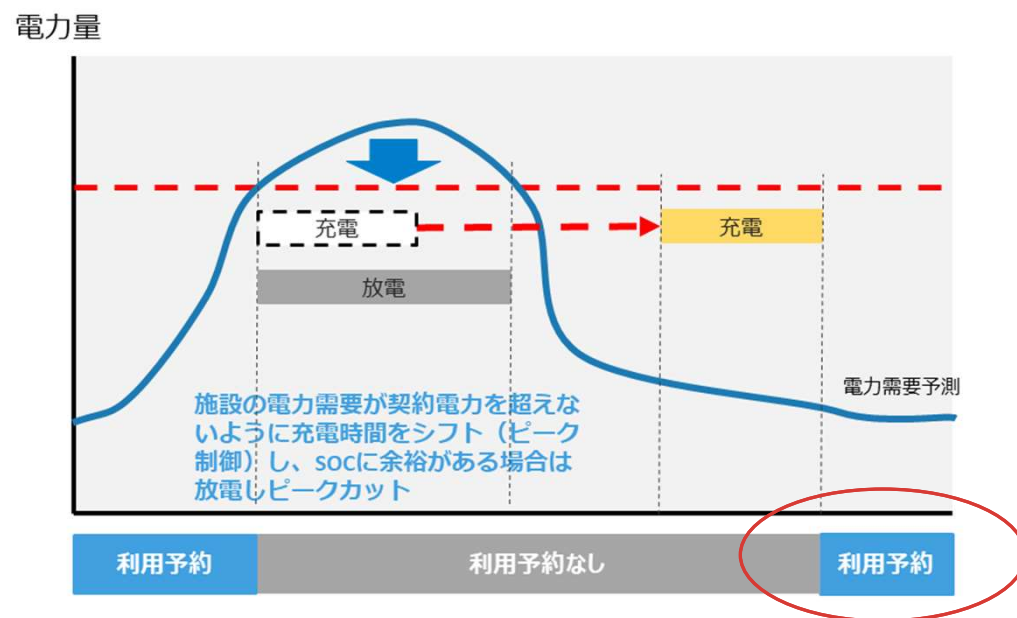 電力量
充電
充電
放電
電力需要予測
施設の電力需要が契約電力を超えな
いように充電時間をシフト（ピーク
制御）し、SOCに余裕がある場合は
放電しピークカット
利用予約
利用予約なし
利用予約